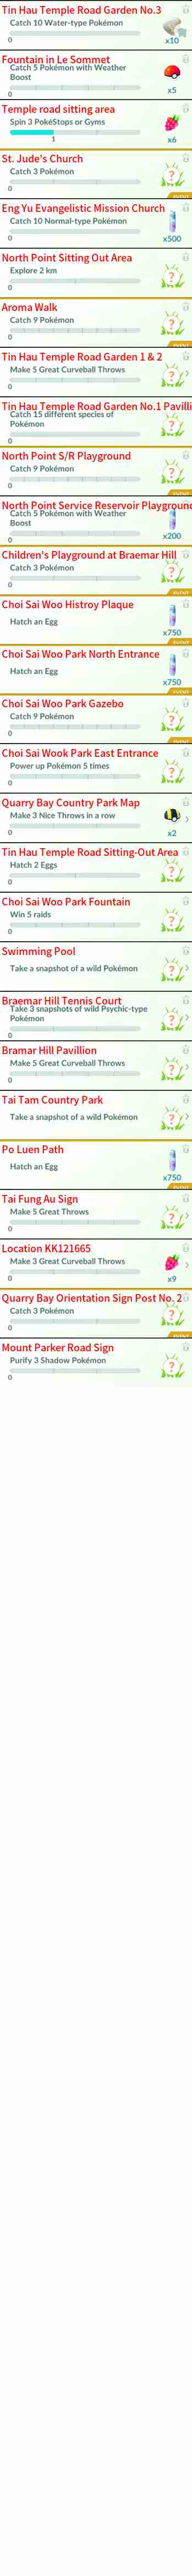 Tin Hau Temple Road Garden No.3
Catch 10 Water-type Pokémon
0
x10
Fountain in Le Sommet
Catch 5 Pokémon with Weather
Boost
0
x5
Temple road sitting area
Spin 3 PokéStops or Gyms
1
x6
St. Jude's Church
Catch 3 Pokémon
0
?
EVENT
Eng Yu Evangelistic Mission Church
Catch 10 Normal-type Pokémon
0
x500
North Point Sitting Out Area
Explore 2 km
0
?
Aroma Walk
Catch 9 Pokémon
0
?
EVENT
Tin Hau Temple Road Garden 1 & 2
Make 5 Great Curveball Throws
0
?
Tin Hau Temple Road Garden No.1 Pavilli
Catch 15 different species of
Pokémon
0
?
North Point S/R Playground
Catch 9 Pokémon
0
?
EVENT
North Point Service Reservoir Playground
Catch 5 Pokémon with Weather
Boost
0
x200
Children's Playground at Braemar Hill
Catch 3 Pokémon
0
?
EVENT
Choi Sai Woo Histroy Plaque
Hatch an Egg
x750
EVENT
Choi Sai Woo Park North Entrance
Hatch an Egg
x750
EVENT
Choi Sai Woo Park Gazebo
Catch 9 Pokémon
0
?
EVENT
Choi Sai Wook Park East Entrance
Power up Pokémon 5 times
0
?
Quarry Bay Country Park Map
Make 3 Nice Throws in a row
0
x2
Tin Hau Temple Road Sitting-Out Area
Hatch 2 Eggs
0
?
Choi Sai Woo Park Fountain
Win 5 raids
0
?
Swimming Pool
Take a snapshot of a wild Pokémon
?
Braemar Hill Tennis Court
Take 3 snapshots of wild Psychic-type
Pokémon
0
?
Bramar Hill Pavillion
Make 5 Great Curveball Throws
0
?
Tai Tam Country Park
Take a snapshot of a wild Pokémon
?
Po Luen Path
Hatch an Egg
x750
EVENT
Tai Fung Au Sign
Make 5 Great Throws
0
?
Location KK121665
Make 3 Great Curveball Throws
0
x9
Quarry Bay Orientation Sign Post No. 2
Catch 3 Pokémon
0
?
EVENT
Mount Parker Road Sign
Purify 3 Shadow Pokémon
0
?